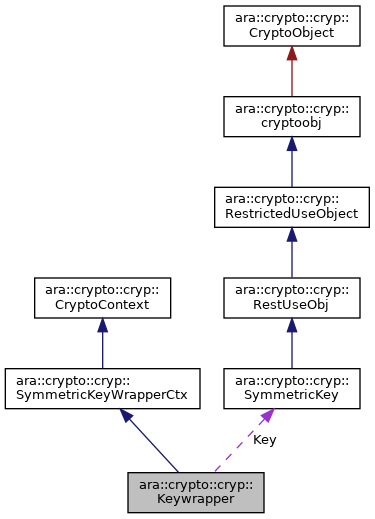 ara::crypto::cryp::
CryptoObject
ara::crypto::cryp::
cryptoobj
ara::crypto::cryp::
RestrictedUseObject
ara::crypto::cryp::
CryptoContext
ara::crypto::cryp::
RestUseObj
ara::crypto::cryp::
SymmetricKeyWrapperCtx
ara::crypto::cryp::
SymmetricKey
Key
ara::crypto::cryp::
Keywrapper